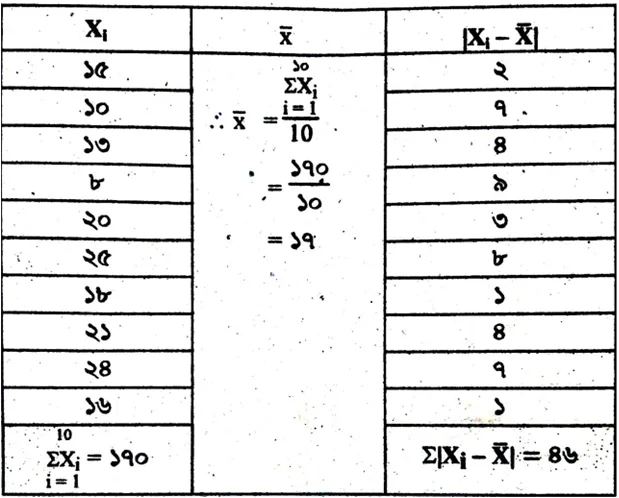 Xᵢ x̄ |Xᵢ – X̄|
১৫ ১০ ২
ΣXᵢ
১০ i = 1 ৭
∴ x̄ = 10
১৩ ৪
৮ = ১৭০ ৯
১০
২০ ৩
= ১৭
২৫ ৮
১৮ ১
২১ ৪
২৪ ৭
১৬ ১
10
ΣXᵢ = ১৭০ Σ|Xᵢ – X̄| = ৪৬
i = 1